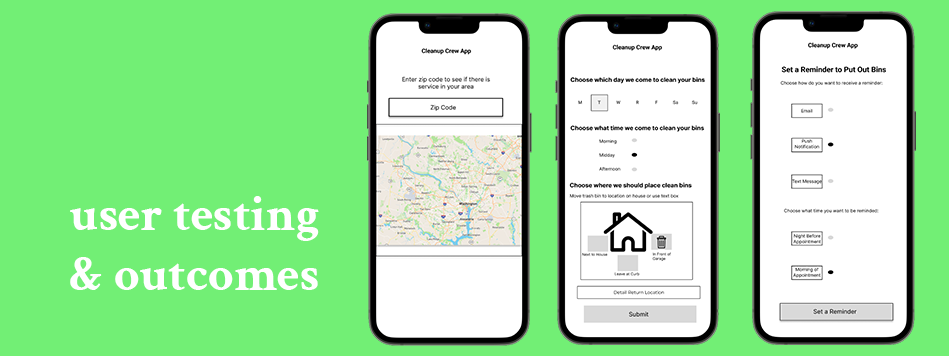 user testing
& outcomes
Cleanup Crew App
Enter zip code to see if there is
service in your area
Zip Code
Washington
Cleanup Crew App
Choose which day we come to clean your bins
M T W R F Sa Su
Choose what time we come to clean your bins
Morning
Midday
Afternoon
Choose where we should place clean bins
Move trash bin to location on house or use text box
Next to House
In Front of
Garage
Leave at Curb
Detail Return Location
Submit
Cleanup Crew App
Set a Reminder to Put Out Bins
Choose how do you want to receive a reminder:
Email
Push
Notification
Text Message
Choose what time you want to be reminded:
Night Before
Appointment
Morning of
Appointment
Set a Reminder